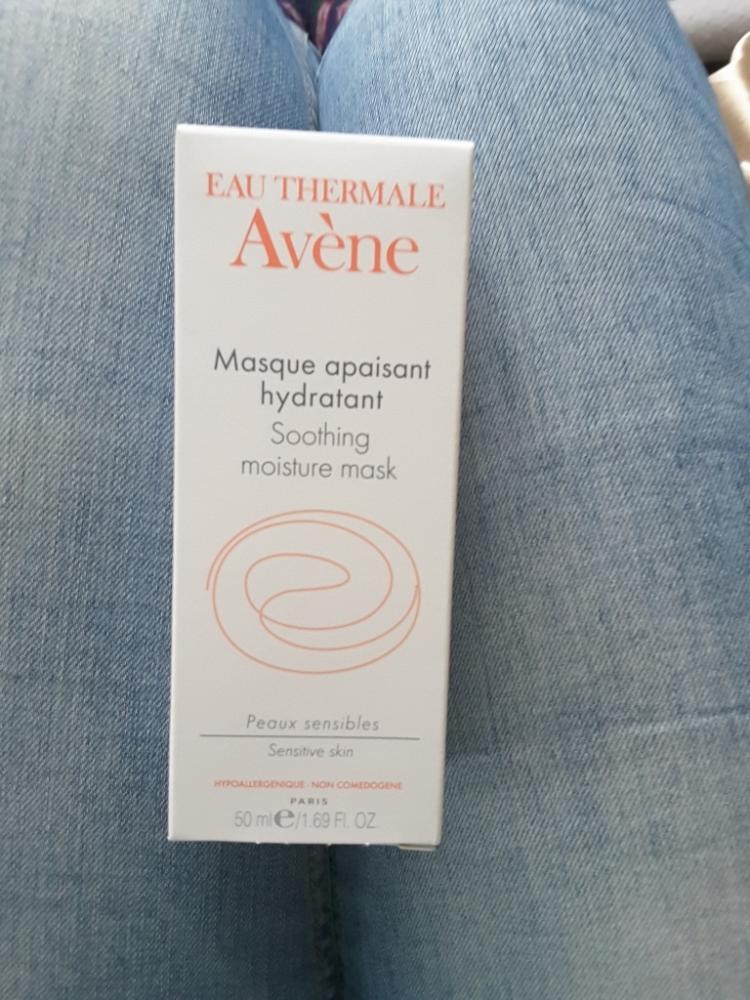 EAU THERMALE
Avène
Masque apaisant
hydratant
Soothing
moisture mask
Peaux sensibles
Sensitive skin
HYPOALLERGENIQUE - NON COMEDOGENE
PARIS
50 ml e/1.69 Fl. OZ.